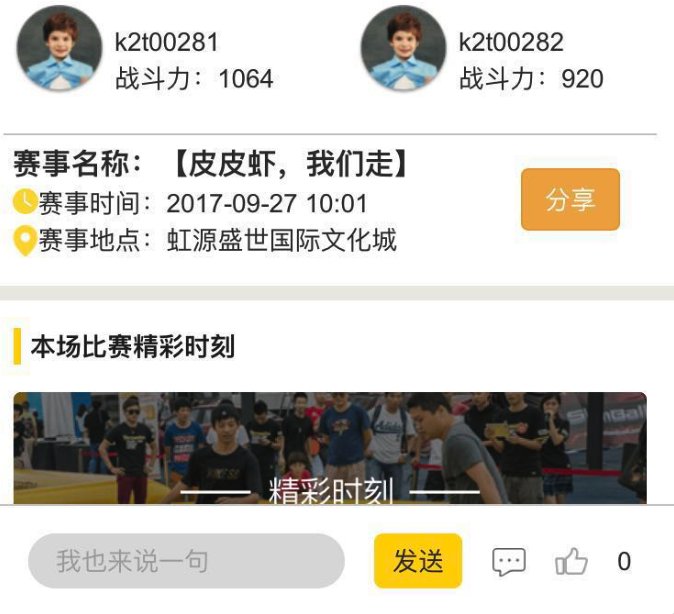 k2t00281
战斗力：1064
k2t00282
战斗力：920
赛事名称：【皮皮虾，我们走】
赛事时间：2017-09-27 10:01
赛事地点：虹源盛世国际文化城
分享
本场比赛精彩时刻
精彩时刻
我也来说一句
发送
0